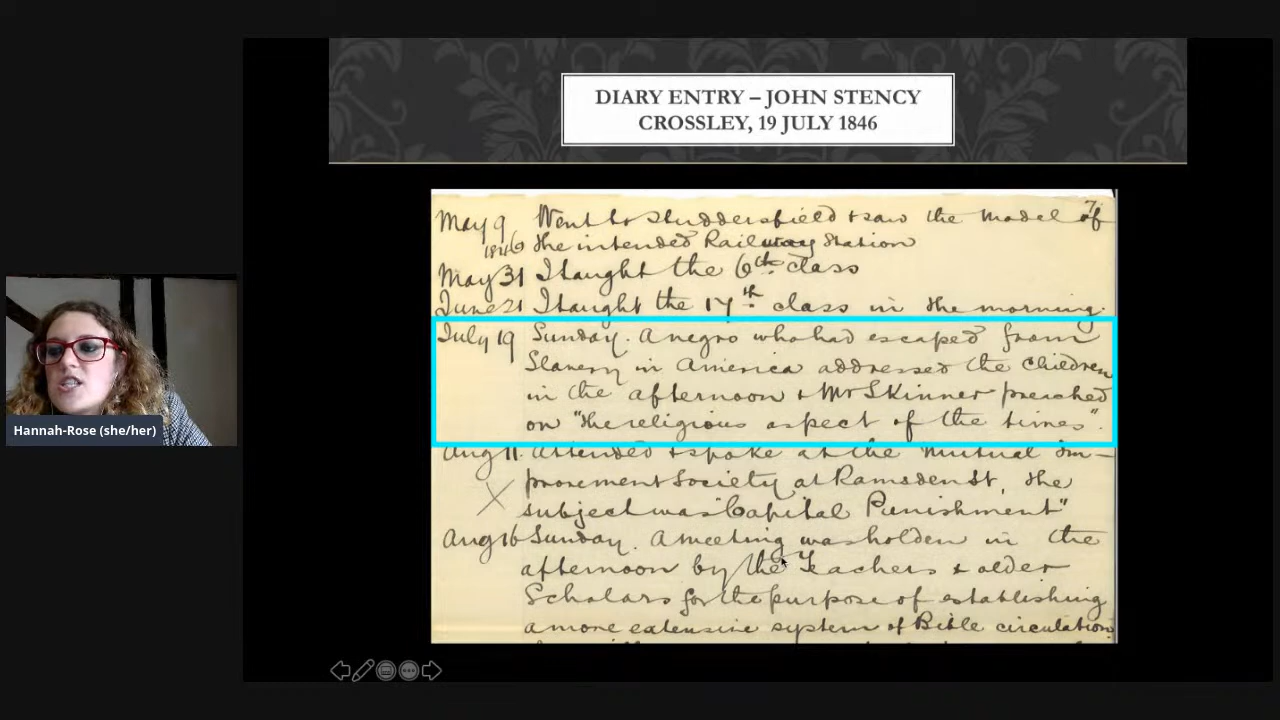 DIARY ENTRY – JOHN STENCY
CROSSLEY, 19 JULY 1846
7
May 9 Went to Huddersfield & saw the model of
1846 the intended Railway Station
May 31 I taught the 6th class
June 21 I taught the 17th class in the morning.
July 19 Sunday. A negro who had escaped from
Slavery in America addressed the children
in the afternoon & Mr Skinner preached
on "the religious aspect of the times".
Aug 11. Attended & spoke at the Mutual Im-
provement Society at Ramsden St, the
subject was "Capital Punishment"
Aug 16 Sunday. A meeting was holden in the
afternoon by the Teachers & older
Scholars for the purpose of establishing
a more extensive system of Bible circulation
Hannah-Rose (she/her)